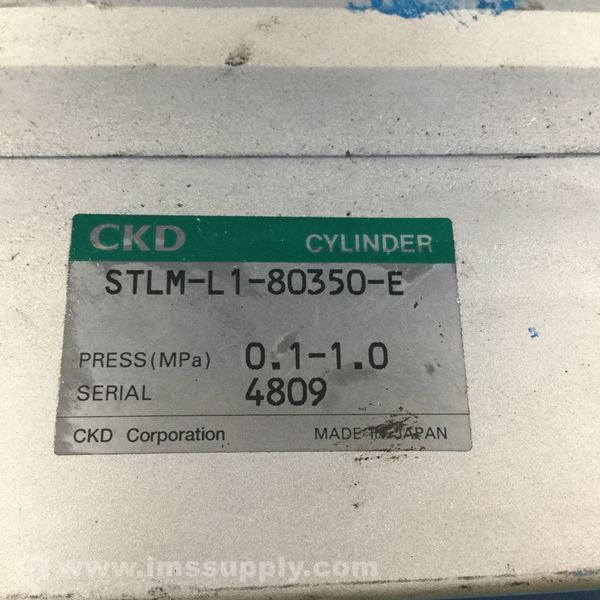 CKD CYLINDER
STLM-L1-80350-E
PRESS(MPa) 0.1-1.0
SERIAL 4809
CKD Corporation MADE IN JAPAN
www.imssupply.com